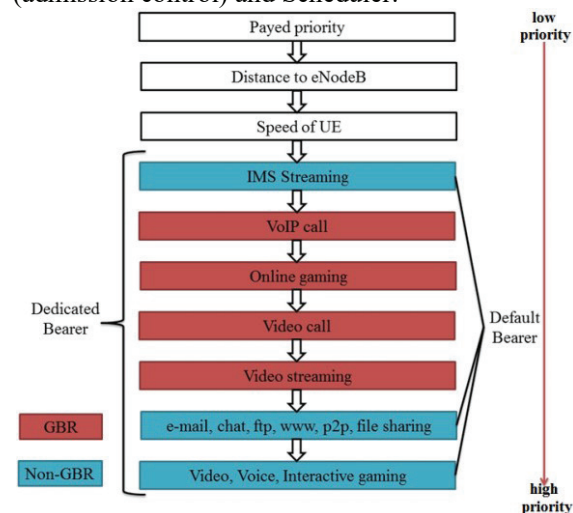 (admission control) and Scheduler.
Payed priority
low
priority
Distance to eNodeB
Speed of UE
IMS Streaming
VoIP call
Online gaming
Dedicated
Bearer
Video call
Default
Bearer
Video streaming
GBR
e-mail, chat, ftp, www, p2p, file sharing
Non-GBR
Video, Voice, Interactive gaming
high
priority